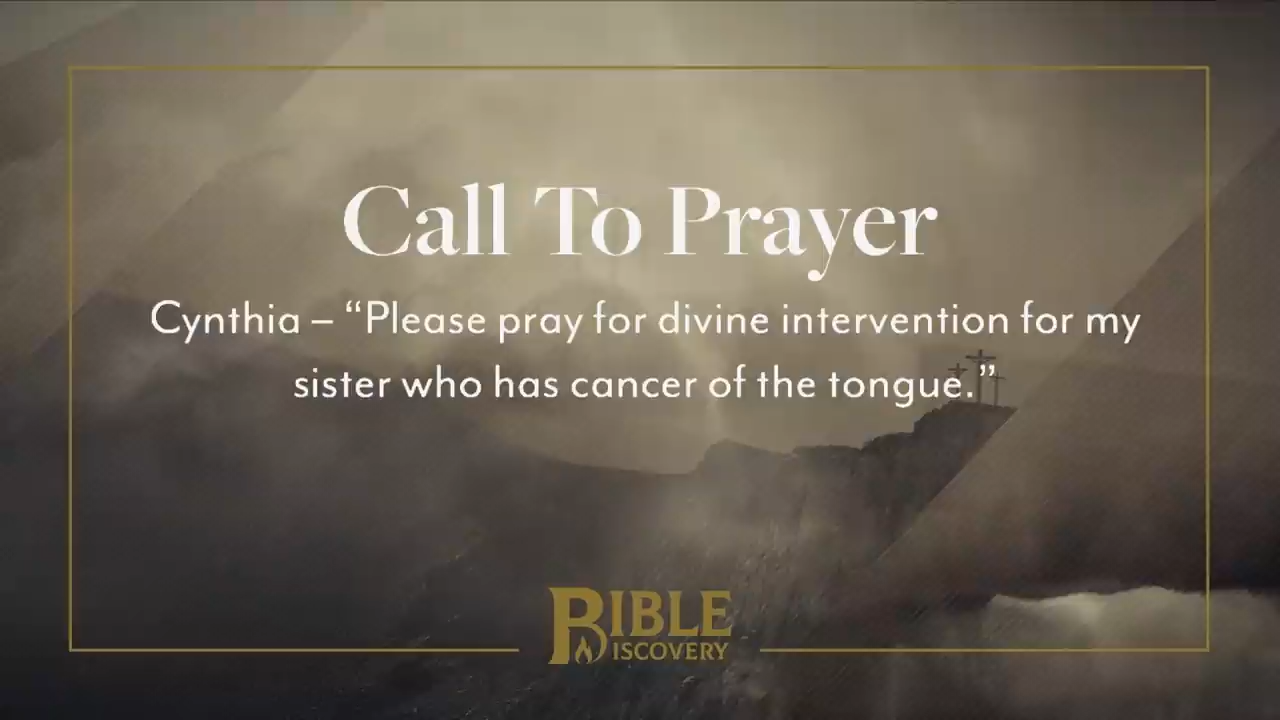 Call To Prayer
Cynthia – “Please pray for divine intervention for my
sister who has cancer of the tongue.”
BIBLE
DISCOVERY